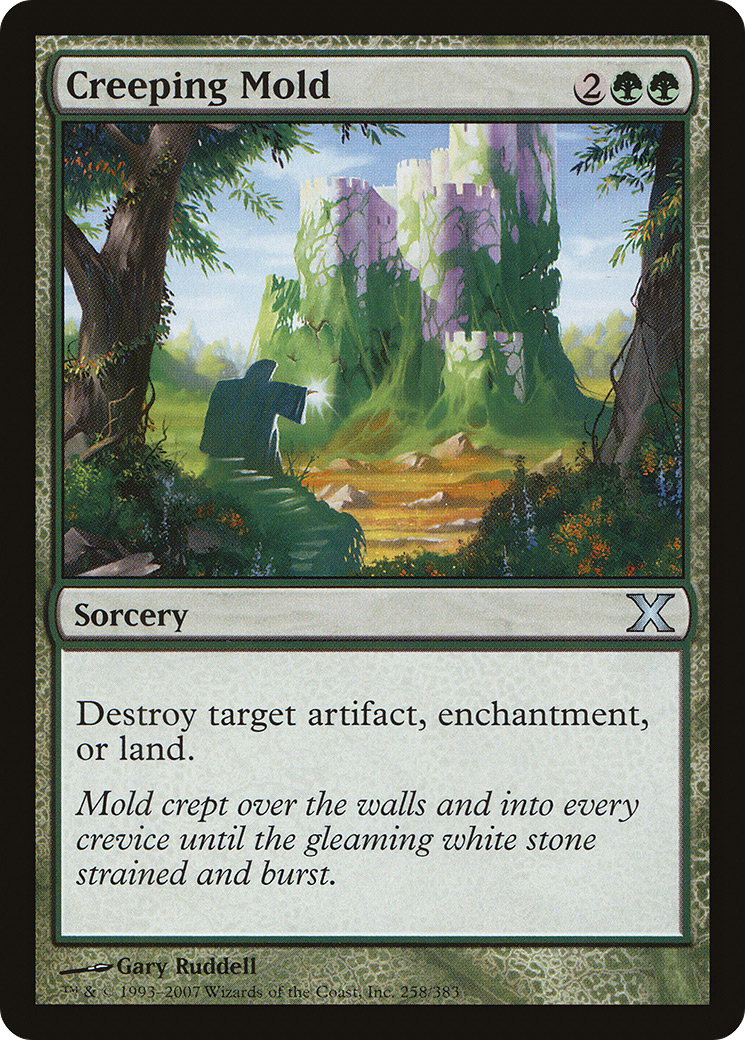 Creeping Mold 2
Sorcery X
Destroy target artifact, enchantment,
or land.
Mold crept over the walls and into every
crevice until the gleaming white stone
strained and burst.
Gary Ruddell
™ & © 1993–2007 Wizards of the Coast, Inc. 258/383